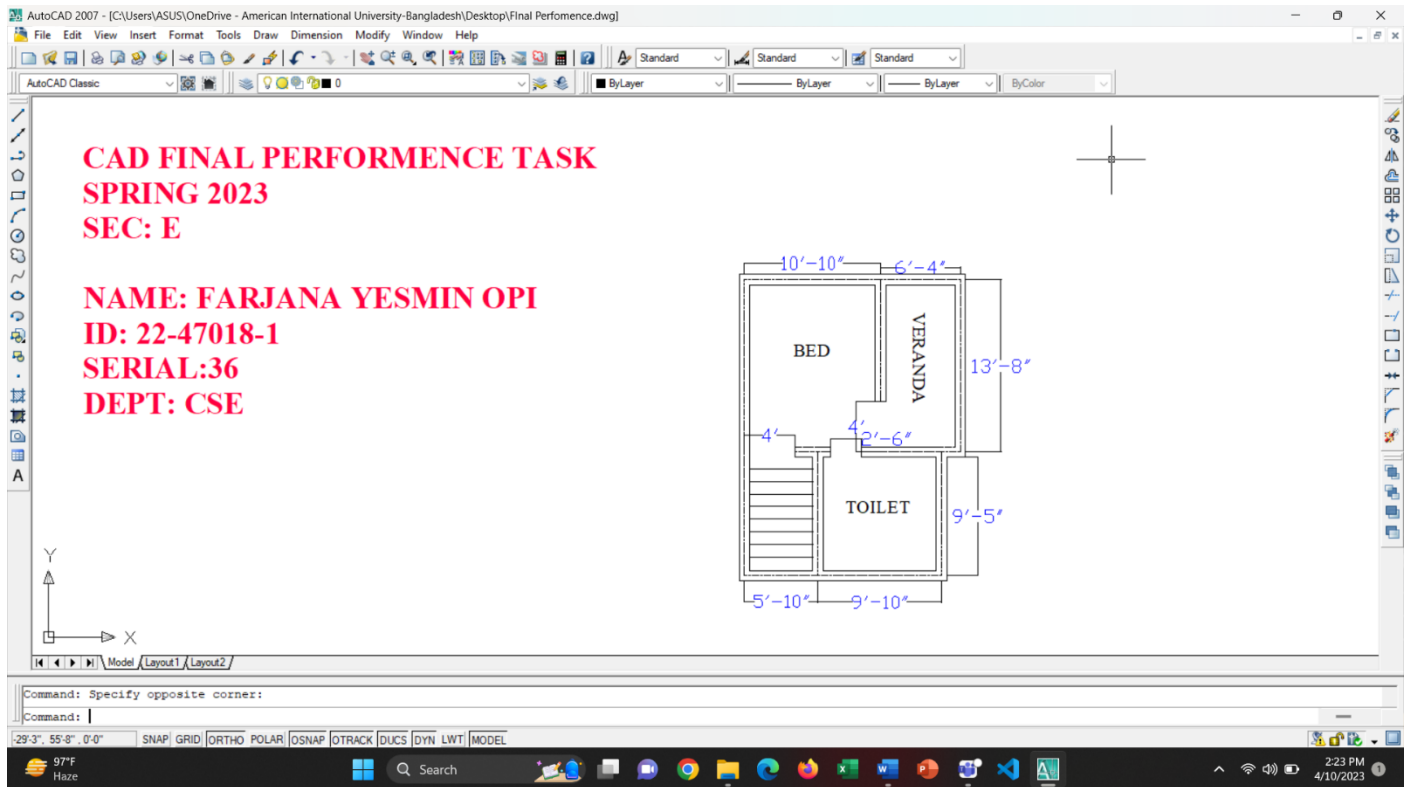 AutoCAD 2007 - [C:\Users\ASUS\OneDrive - American International University-Bangladesh\Desktop\FInal Perfomence.dwg]
File Edit View Insert Format Tools Draw Dimension Modify Window Help
Standard Standard Standard
AutoCAD Classic 0 ByLayer ByLayer ByLayer ByColor
CAD FINAL PERFORMENCE TASK
SPRING 2023
SEC: E
NAME: FARJANA YESMIN OPI
ID: 22-47018-1
SERIAL:36
DEPT: CSE
10'-10"
6'-4"
BED
VERANDA
13'-8"
4'
4'
2'-6"
TOILET
9'-5"
5'-10"
9'-10"
Y
X
A
Model Layout1 Layout2
Command: Specify opposite corner:
Command:
-29'-3", 55'-8", 0'-0" SNAP GRID ORTHO POLAR OSNAP OTRACK DUCS DYN LWT MODEL
97°F
Haze
Search
2:23 PM
4/10/2023
1